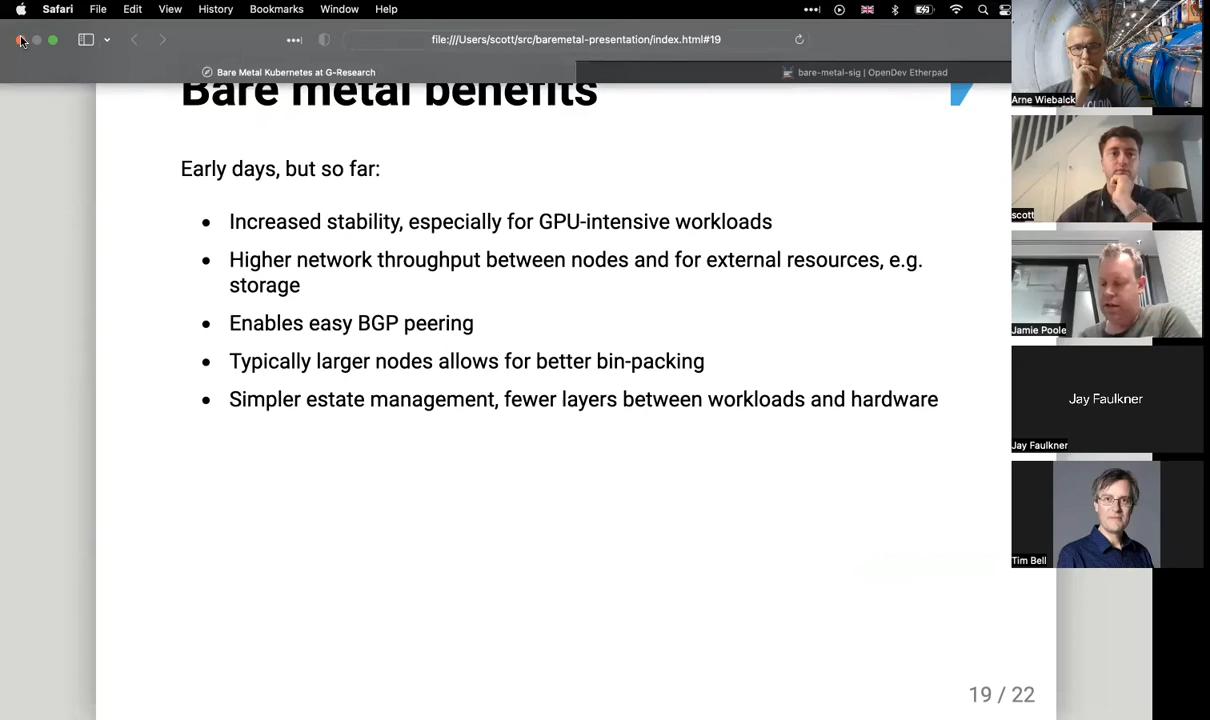 Safari File Edit View History Bookmarks Window Help
file:///Users/scott/src/baremetal-presentation/index.html#19
Bare Metal Kubernetes at G-Research
bare-metal-sig | OpenDev Etherpad
Bare metal benefits
Early days, but so far:
• Increased stability, especially for GPU-intensive workloads
• Higher network throughput between nodes and for external resources, e.g.
storage
• Enables easy BGP peering
• Typically larger nodes allows for better bin-packing
• Simpler estate management, fewer layers between workloads and hardware
19 / 22
Arne Wiebalck
scott
Jamie Poole
Jay Faulkner
Jay Faulkner
Tim Bell